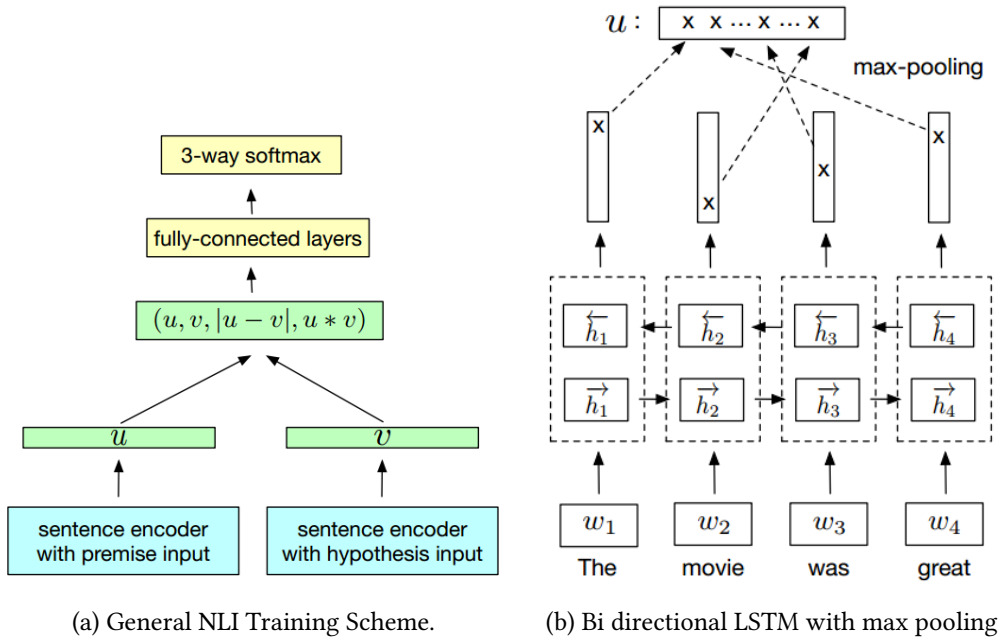 3-way softmax
fully-connected layers
(u, v, |u − v|, u ∗ v)
u
v
sentence encoder
with premise input
sentence encoder
with hypothesis input
(a) General NLI Training Scheme.
u : x x ... x ... x
max-pooling
x x x x
←h₁ ←h₂ ←h₃ ←h₄
→h₁ →h₂ →h₃ →h₄
w₁ w₂ w₃ w₄
The movie was great
(b) Bi directional LSTM with max pooling